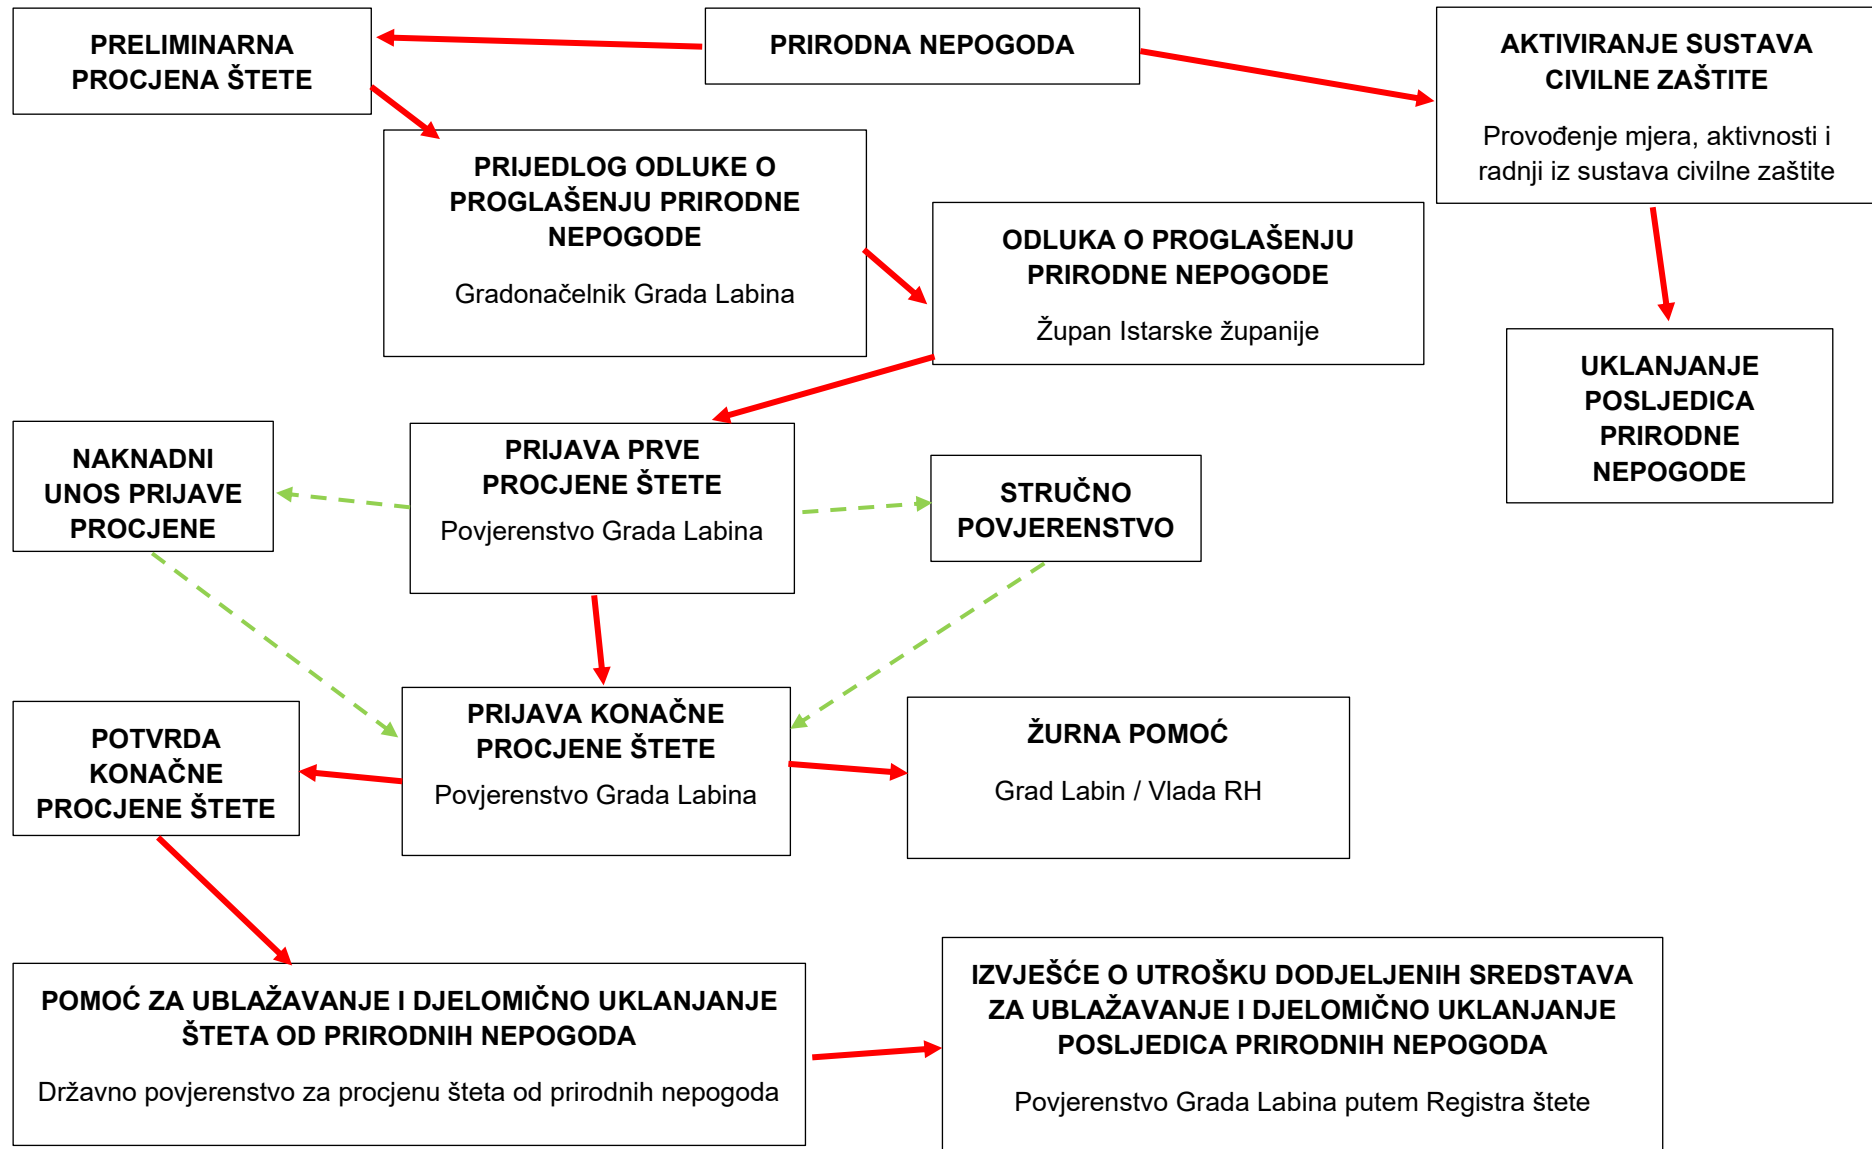 PRELIMINARNA
PROCJENA ŠTETE
PRIRODNA NEPOGODA
AKTIVIRANJE SUSTAVA
CIVILNE ZAŠTITE
Provođenje mjera, aktivnosti i
radnji iz sustava civilne zaštite
PRIJEDLOG ODLUKE O
PROGLAŠENJU PRIRODNE
NEPOGODE
Gradonačelnik Grada Labina
ODLUKA O PROGLAŠENJU
PRIRODNE NEPOGODE
Župan Istarske županije
UKLANJANJE
POSLJEDICA
PRIRODNE
NEPOGODE
NAKNADNI
UNOS PRIJAVE
PROCJENE
PRIJAVA PRVE
PROCJENE ŠTETE
Povjerenstvo Grada Labina
STRUČNO
POVJERENSTVO
POTVRDA
KONAČNE
PROCJENE ŠTETE
PRIJAVA KONAČNE
PROCJENE ŠTETE
Povjerenstvo Grada Labina
ŽURNA POMOĆ
Grad Labin / Vlada RH
POMOĆ ZA UBLAŽAVANJE I DJELOMIČNO UKLANJANJE
ŠTETA OD PRIRODNIH NEPOGODA
Državno povjerenstvo za procjenu šteta od prirodnih nepogoda
IZVJEŠĆE O UTROŠKU DODJELJENIH SREDSTAVA
ZA UBLAŽAVANJE I DJELOMIČNO UKLANJANJE
POSLJEDICA PRIRODNIH NEPOGODA
Povjerenstvo Grada Labina putem Registra štete